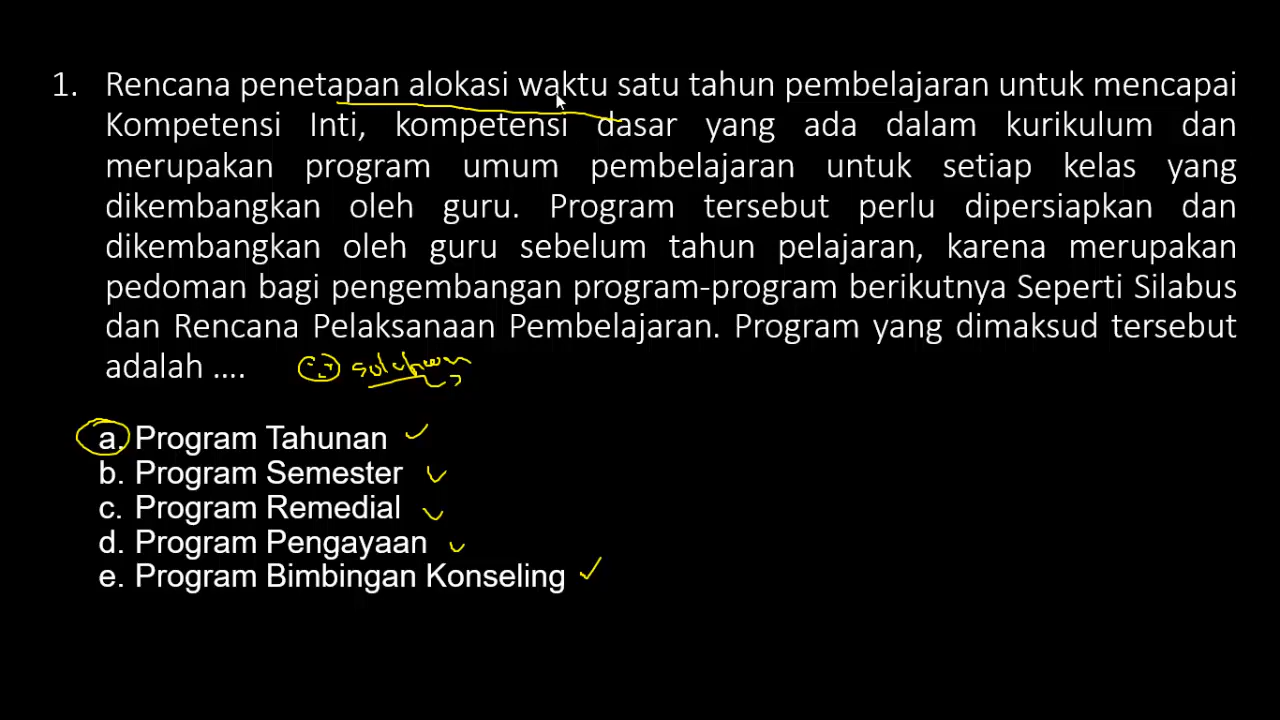 1. Rencana penetapan alokasi waktu satu tahun pembelajaran untuk mencapai
Kompetensi Inti, kompetensi dasar yang ada dalam kurikulum dan
merupakan program umum pembelajaran untuk setiap kelas yang
dikembangkan oleh guru. Program tersebut perlu dipersiapkan dan
dikembangkan oleh guru sebelum tahun pelajaran, karena merupakan
pedoman bagi pengembangan program-program berikutnya Seperti Silabus
dan Rencana Pelaksanaan Pembelajaran. Program yang dimaksud tersebut
adalah ....
a. Program Tahunan
b. Program Semester
c. Program Remedial
d. Program Pengayaan
e. Program Bimbingan Konseling